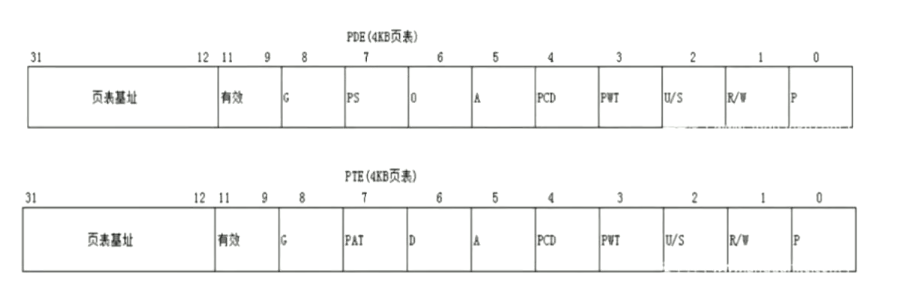 PDE(4KB页表)
31 12 11 9 8 7 6 5 4 3 2 1 0
页表基址 有效 G PS 0 A PCD PWT U/S R/W P
PTE(4KB页表)
31 12 11 9 8 7 6 5 4 3 2 1 0
页表基址 有效 G PAT D A PCD PWT U/S R/W P